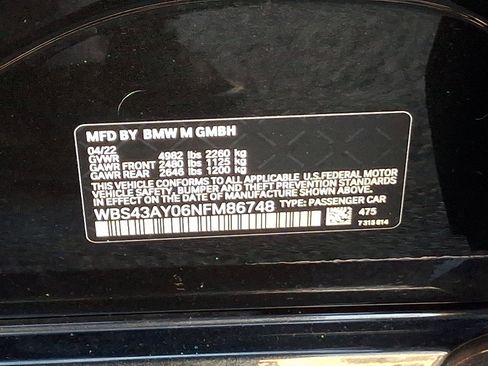 MFD BY BMW M GMBH
04/22
GVWR 4982 lbs 2260 kg
GAWR FRONT 2480 lbs 1125 kg
GAWR REAR 2646 lbs 1200 kg
THIS VEHICLE CONFORMS TO ALL APPLICABLE U.S. FEDERAL MOTOR
VEHICLE SAFETY, BUMPER, AND THEFT PREVENTION STANDARDS
IN EFFECT ON THE DATE OF MANUFACTURE SHOWN ABOVE.
WBS43AY06NFM86748 TYPE: PASSENGER CAR
475
7 315 814